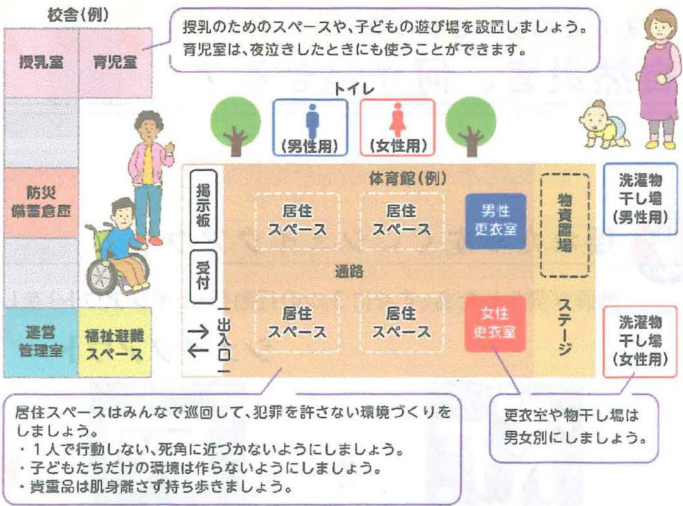 校舎(例)
授乳室
育児室
授乳のためのスペースや、子どもの遊び場を設置しましょう。
育児室は、夜泣きしたときにも使うことができます。
トイレ
(男性用)
(女性用)
防災
備蓄倉庫
運営
管理室
福祉避難
スペース
掲示板
受付
出入口
体育館(例)
居住
スペース
居住
スペース
男性
更衣室
物資置場
通路
居住
スペース
居住
スペース
女性
更衣室
ステージ
洗濯物
干し場
(男性用)
洗濯物
干し場
(女性用)
居住スペースはみんなで巡回して、犯罪を許さない環境づくりを
しましょう。
・1人で行動しない、死角に近づかないようにしましょう。
・子どもたちだけの環境は作らないようにしましょう。
・貴重品は肌身離さず持ち歩きましょう。
更衣室や物干し場は
男女別にしましょう。